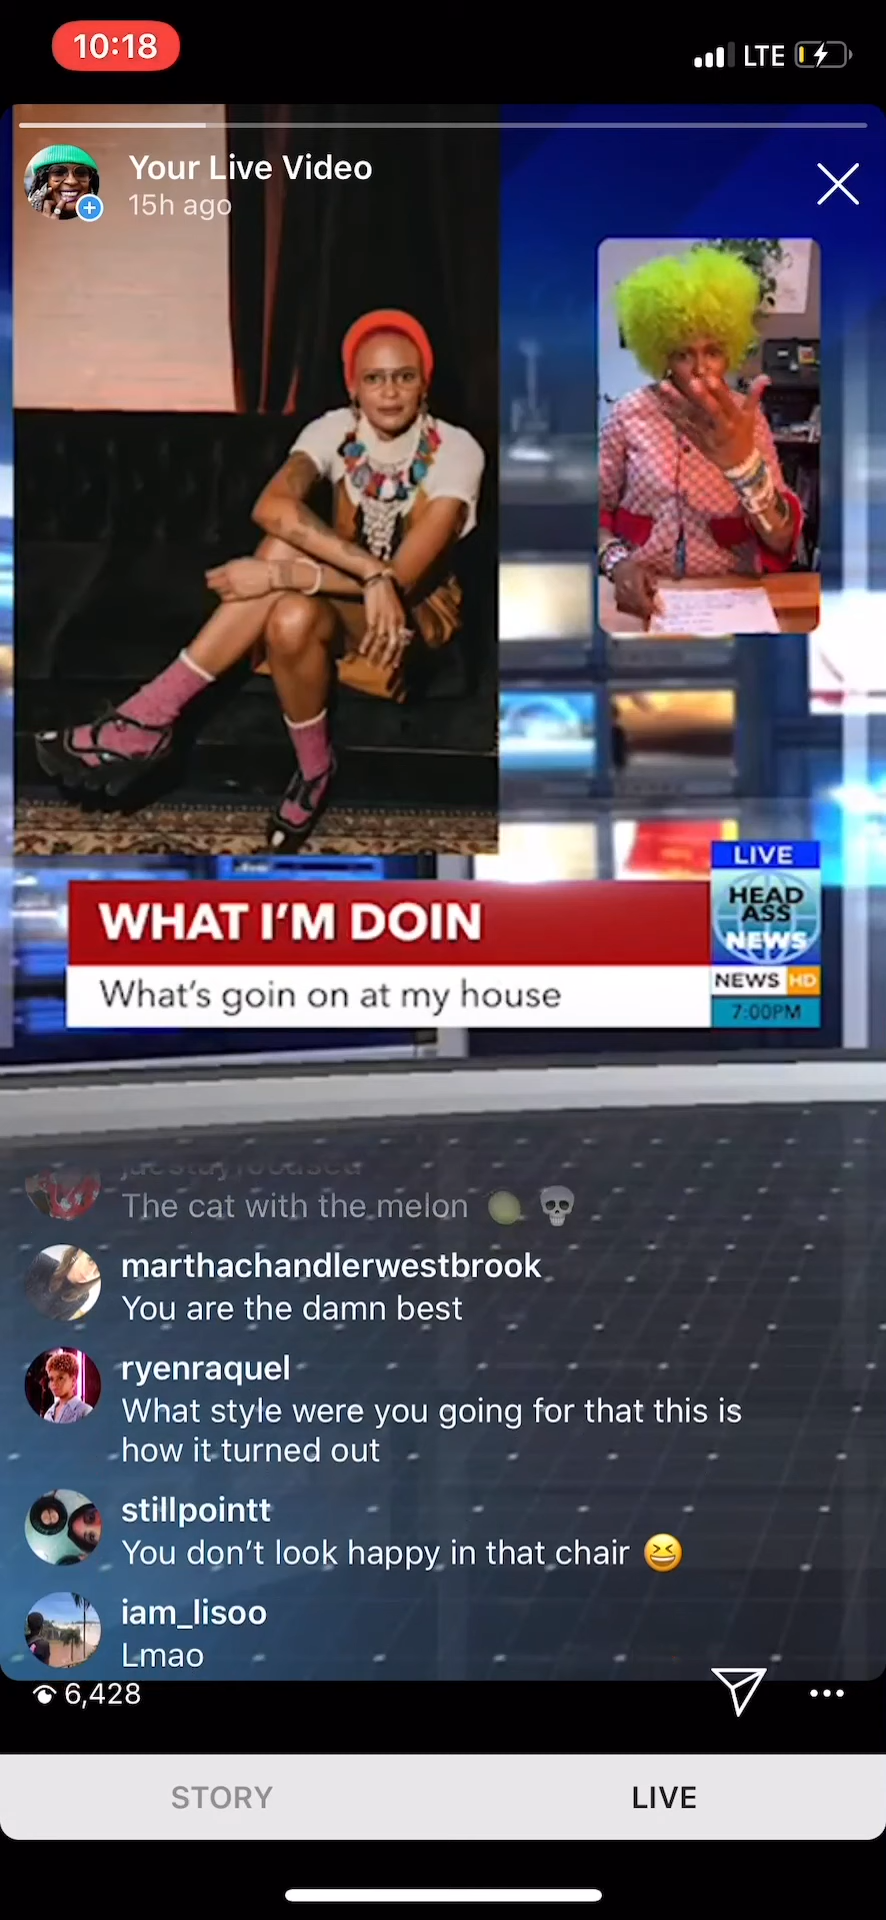 10:18
LTE
Your Live Video
15h ago
WHAT I'M DOIN
What's goin on at my house
LIVE
HEAD
ASS
NEWS
NEWS HD
7:00PM
The cat with the melon 🍈 💀
marthachandlerwestbrook
You are the damn best
ryenraquel
What style were you going for that this is
how it turned out
stillpointt
You don't look happy in that chair 😆
iam_lisoo
Lmao
6,428
STORY
LIVE